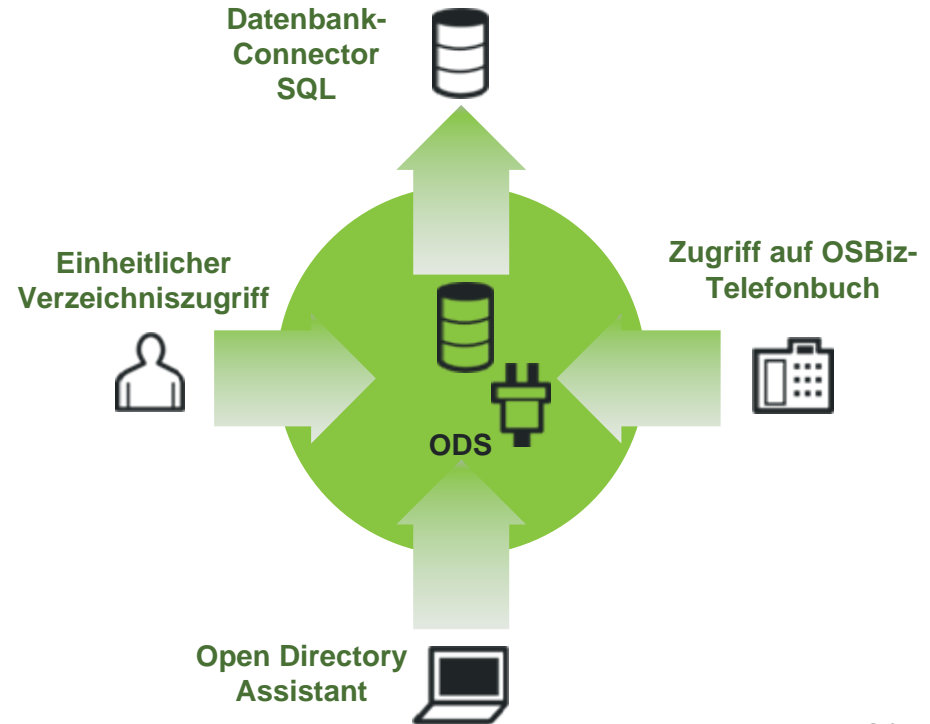 Datenbank-
Connector
SQL
Einheitlicher
Verzeichniszugriff
Zugriff auf OSBiz-
Telefonbuch
ODS
Open Directory
Assistant